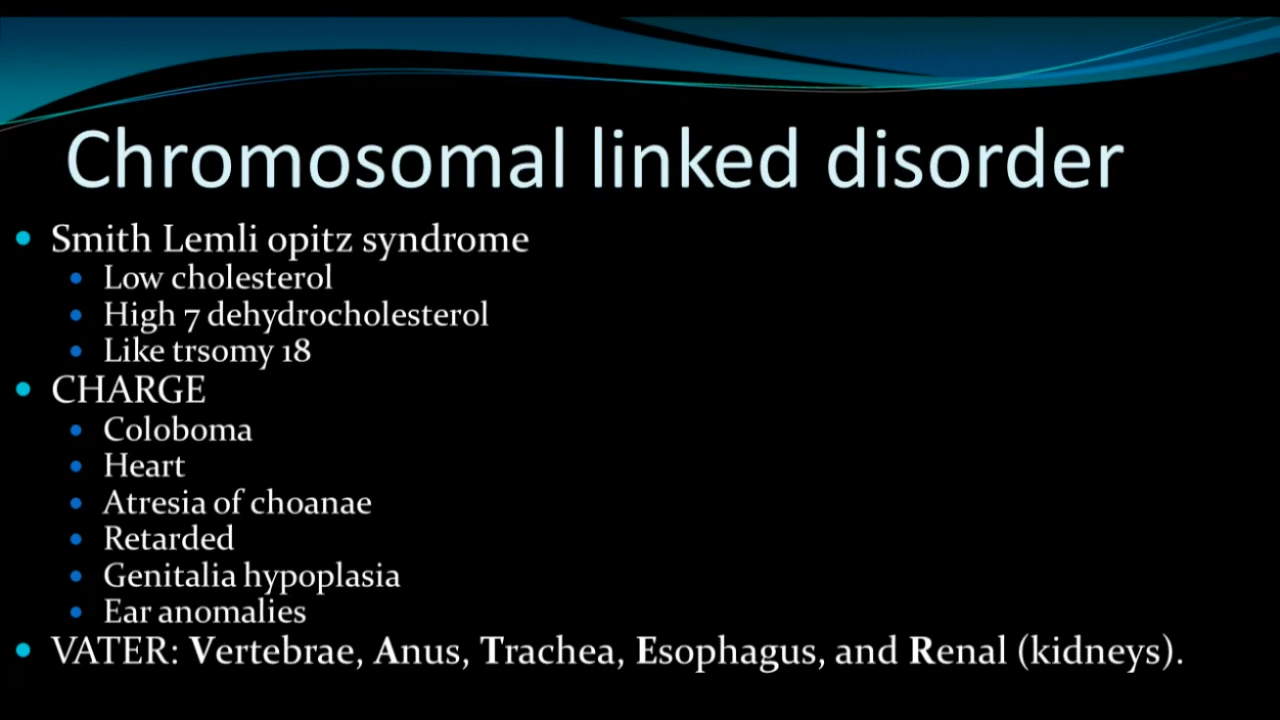 Chromosomal linked disorder
Smith Lemli opitz syndrome
Low cholesterol
High 7 dehydrocholesterol
Like trsomy 18
CHARGE
Coloboma
Heart
Atresia of choanae
Retarded
Genitalia hypoplasia
Ear anomalies
VATER: Vertebrae, Anus, Trachea, Esophagus, and Renal (kidneys).